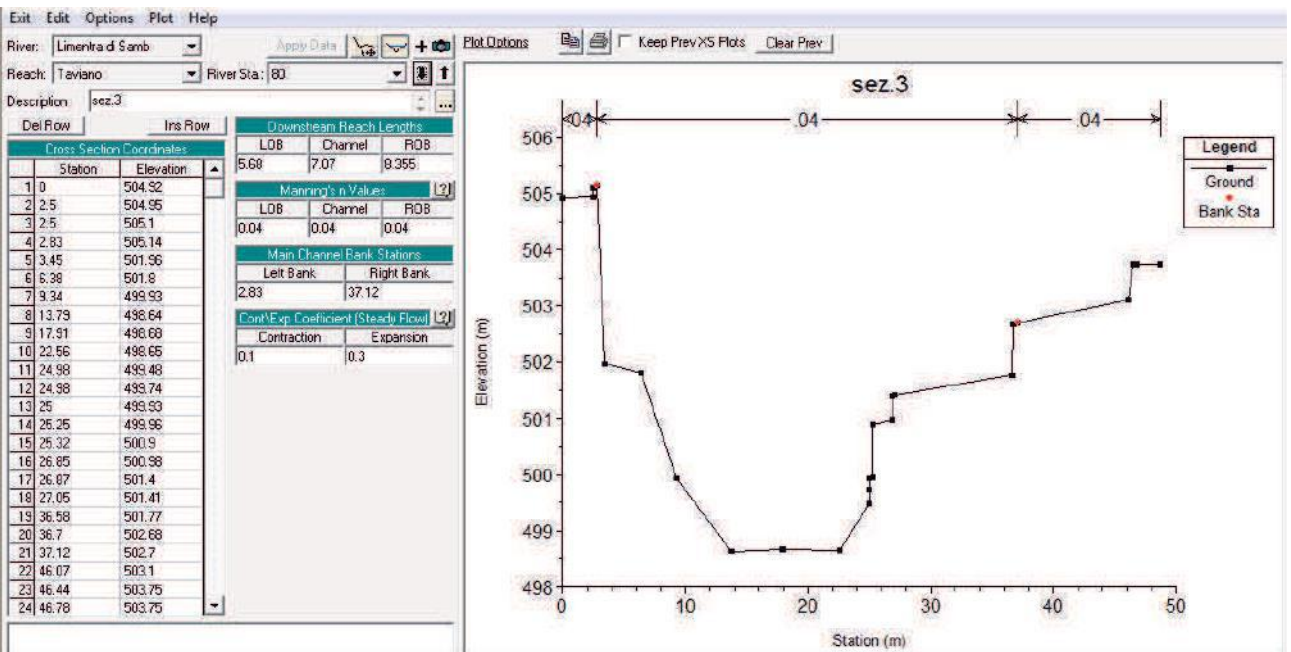 Exit Edit Options Plot Help
River: Limentra d Samb
Apply Data
Plot Options Keep Prev XS Plots Clear Prev
Reach: Taviano River Sta.: 80
Description sez.3 ...
Del Row Ins Row
Cross Section Coordinates
Station Elevation
1 0 504.92
2 2.5 504.95
3 2.5 505.1
4 2.83 505.14
5 3.45 501.96
6 6.38 501.8
7 9.34 499.93
8 13.79 498.64
9 17.91 498.68
10 22.56 498.65
11 24.98 499.48
12 24.98 499.74
13 25 499.93
14 25.25 499.96
15 25.32 500.9
16 26.85 500.98
17 26.87 501.4
18 27.05 501.41
19 36.58 501.77
20 36.7 502.68
21 37.12 502.7
22 46.07 503.1
23 46.44 503.75
24 46.78 503.75
Downstream Reach Lengths
LOB Channel ROB
5.68 7.07 8.355
Manning's n Values ?
LOB Channel ROB
0.04 0.04 0.04
Main Channel Bank Stations
Left Bank Right Bank
2.83 37.12
Cont\Exp Coefficient (Steady Flow) ?
Contraction Expansion
0.1 0.3
sez.3
.04 .04 .04
506
505
504
503
502
501
500
499
498
Elevation (m)
0 10 20 30 40 50
Station (m)
Legend
Ground
Bank Sta